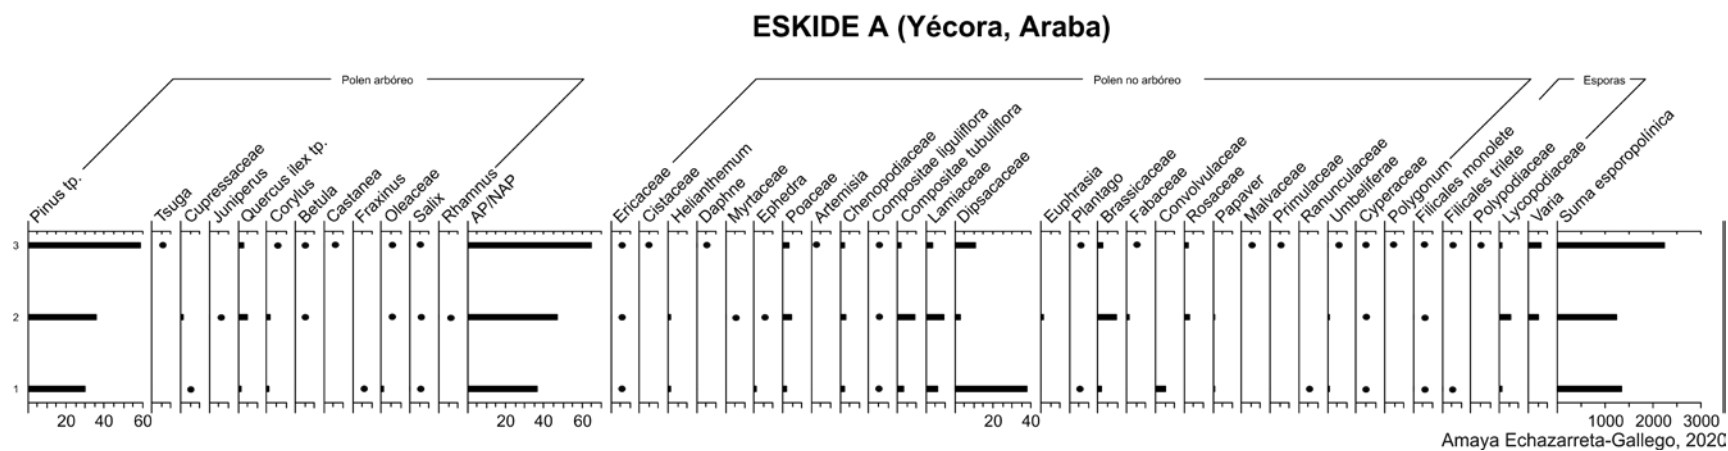 ESKIDE A (Yécora, Araba)
Polen arbóreo
Polen no arbóreo
Esporas
Pinus tp.
Tsuga
Cupressaceae
Juniperus
Quercus ilex tp.
Corylus
Betula
Castanea
Fraxinus
Oleaceae
Salix
Rhamnus
AP/NAP
Ericaceae
Cistaceae
Helianthemum
Daphne
Myrtaceae
Ephedra
Poaceae
Artemisia
Chenopodiaceae
Compositae liguliflora
Compositae tubuliflora
Lamiaceae
Dipsacaceae
Euphrasia
Plantago
Brassicaceae
Fabaceae
Convolvulaceae
Rosaceae
Papaver
Malvaceae
Primulaceae
Ranunculaceae
Umbeliferae
Cyperaceae
Polygonum
Filicales monolete
Filicales trilete
Polypodiaceae
Lycopodiaceae
Varia
Suma esporopolínica
3
2
1
20 40 60
20 40 60
20 40
1000 2000 3000
Amaya Echazarreta-Gallego, 2020